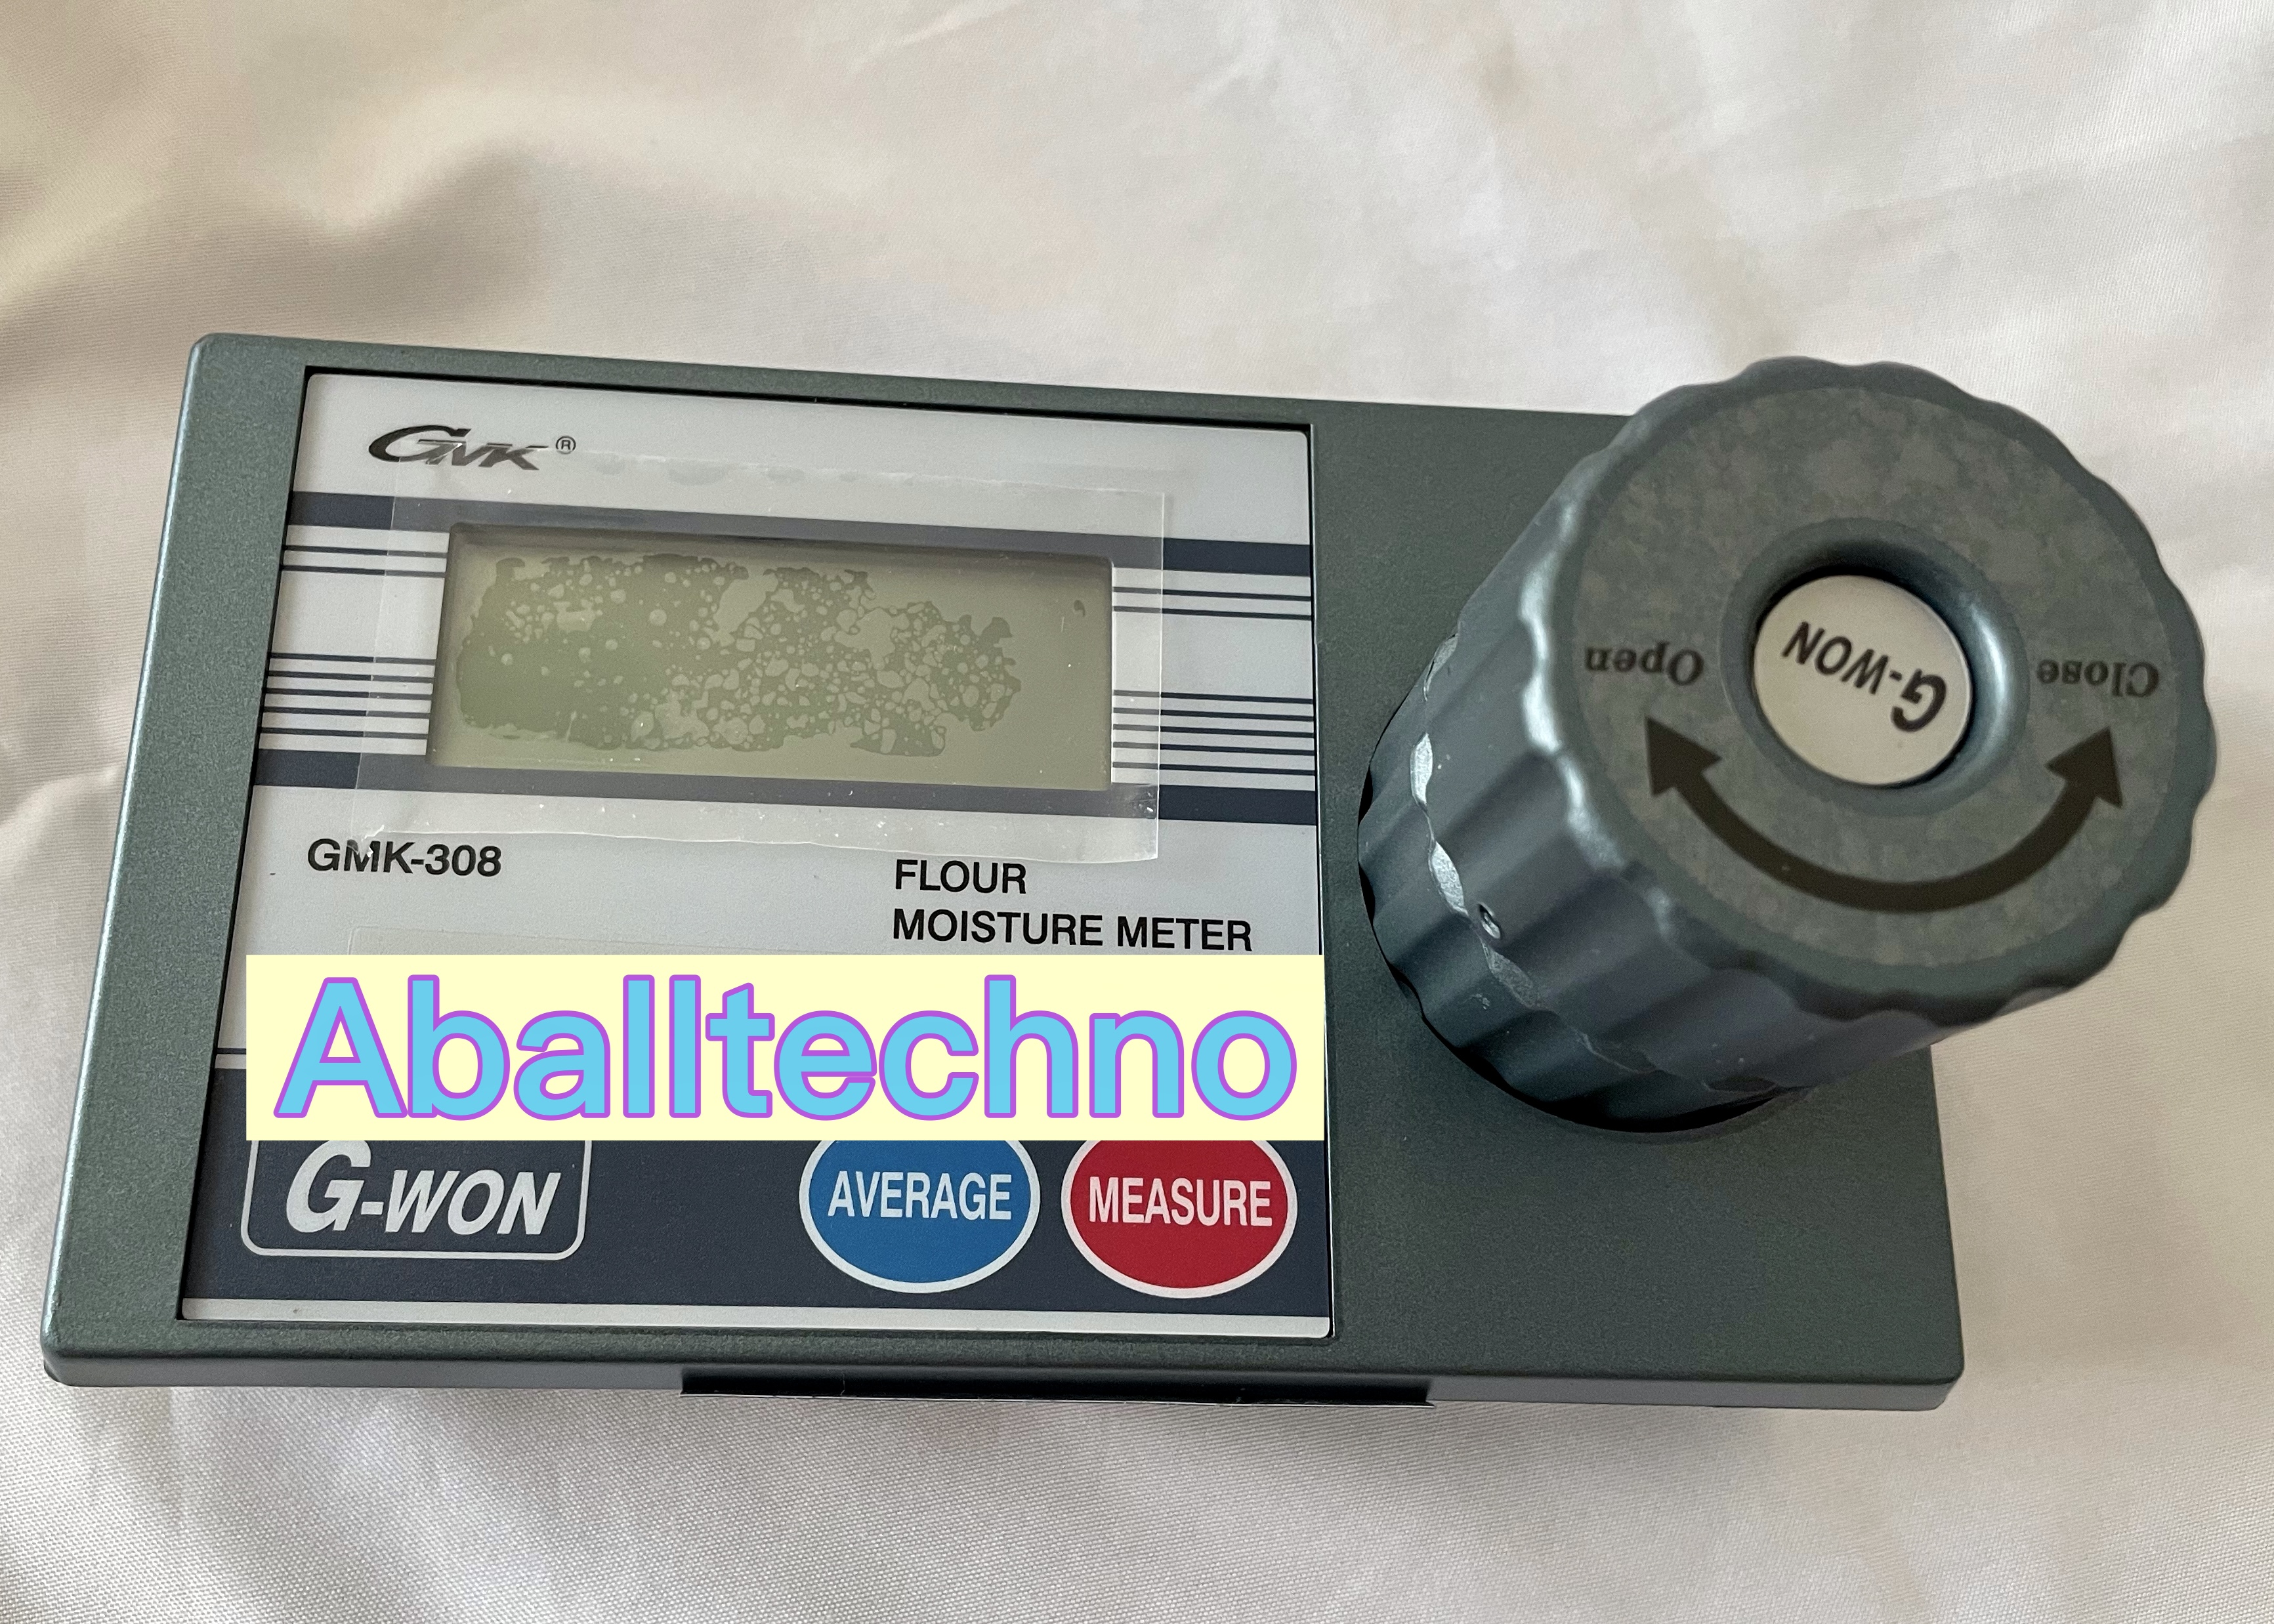 GMK®
GMK-308
FLOUR
MOISTURE METER
Aballtechno
G-WON
AVERAGE
MEASURE
Open
G-WON
Close